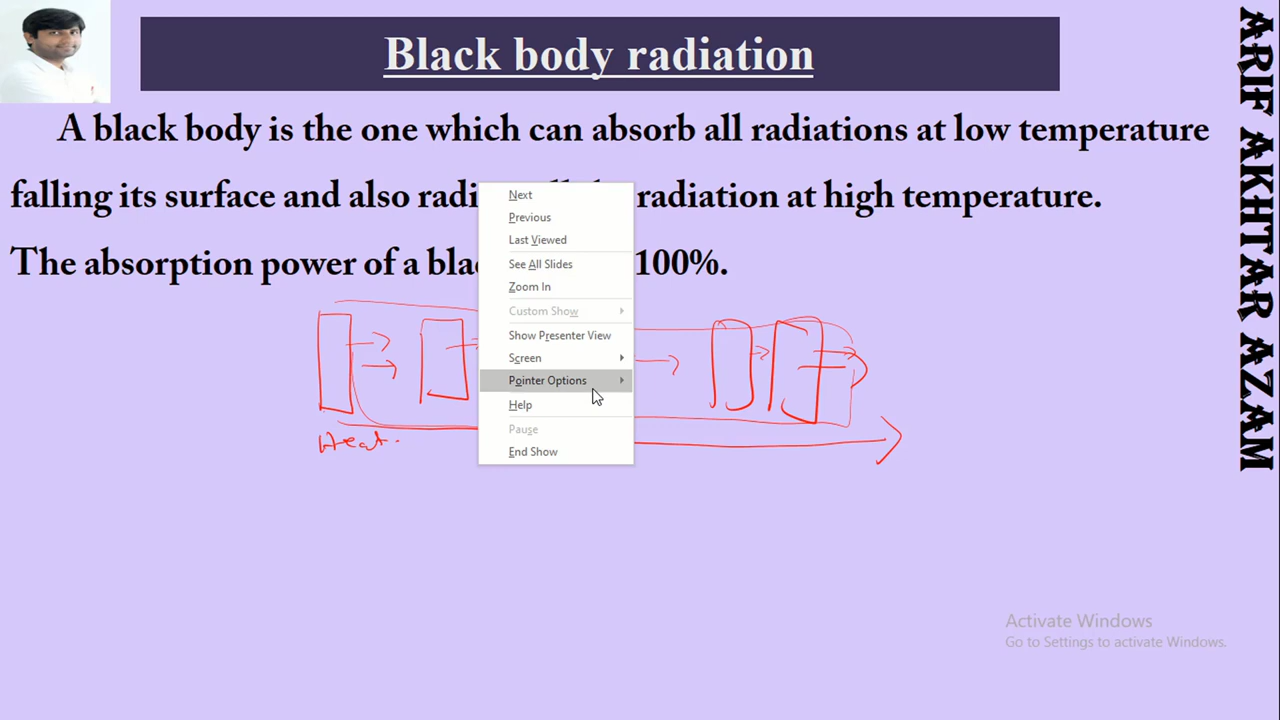 Black body radiation
A black body is the one which can absorb all radiations at low temperature
falling its surface and also radi radiation at high temperature.
The absorption power of a bla 100%.
Next
Previous
Last Viewed
See All Slides
Zoom In
Custom Show
Show Presenter View
Screen
Pointer Options
Help
Pause
End Show
Heat.
ARIF AKHTAR AZAM
Activate Windows
Go to Settings to activate Windows.